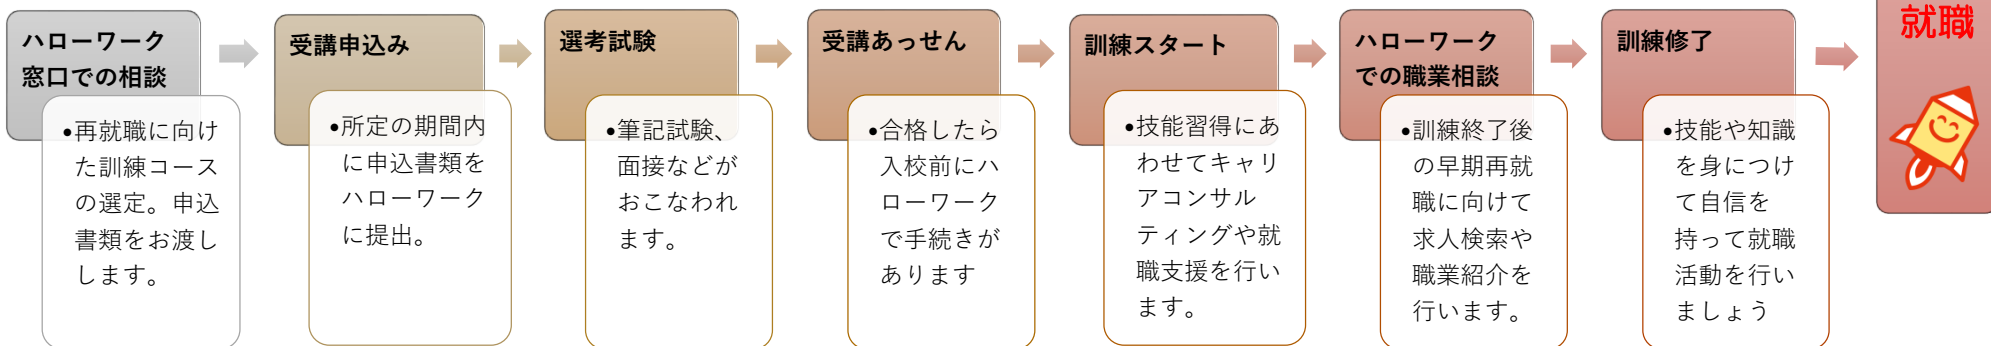 ハローワーク
窓口での相談
•再就職に向け
た訓練コース
の選定。申込
書類をお渡し
します。
受講申込み
•所定の期間内
に申込書類を
ハローワーク
に提出。
選考試験
•筆記試験、
面接などが
おこなわれ
ます。
受講あっせん
•合格したら
入校前にハ
ローワーク
で手続きが
あります
訓練スタート
•技能習得にあ
わせてキャリ
アコンサル
ティングや就
職支援を行い
ます。
ハローワーク
での職業相談
•訓練終了後
の早期再就
職に向けて
求人検索や
職業紹介を
行います。
訓練修了
•技能や知識
を身につけ
て自信を
持って就職
活動を行い
ましょう
就職